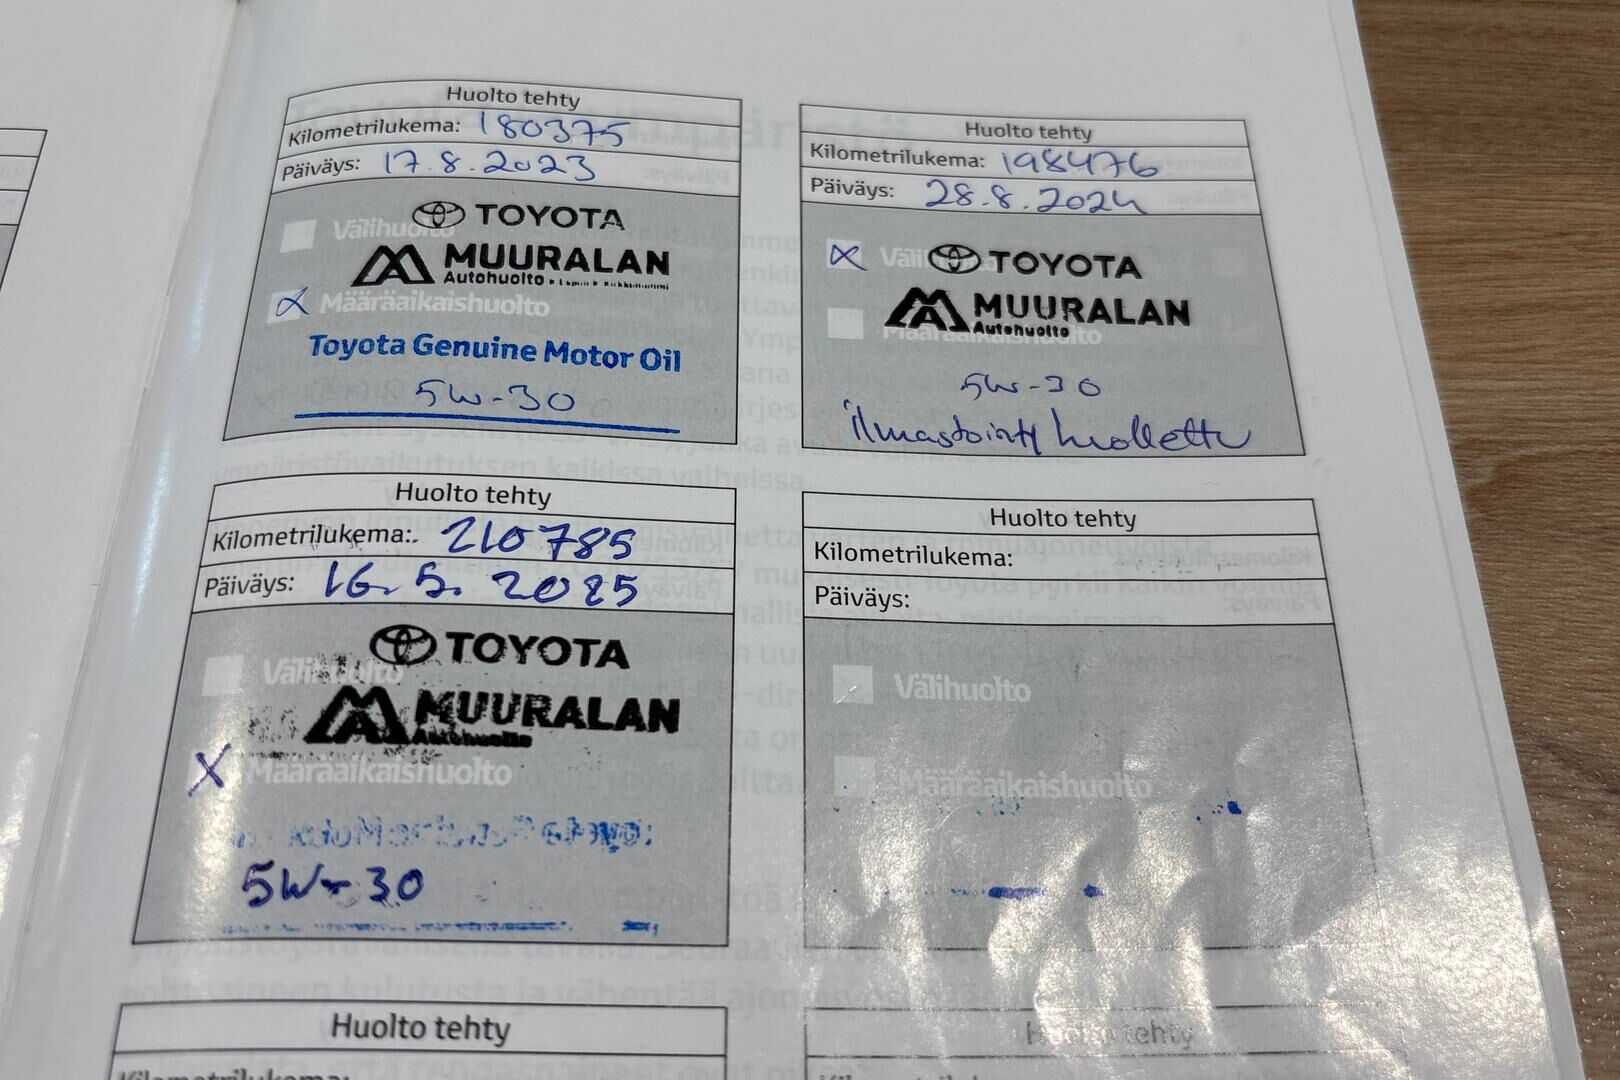 Huolto tehty
Kilometrilukema: 180375
Päiväys: 17.8.2023
TOYOTA
Välihuolto
MUURALAN
Autohuolto
Määräaikaishuolto
Toyota Genuine Motor Oil
5W-30
Huolto tehty
Kilometrilukema: 198476
Päiväys: 28.8.2024
TOYOTA
MUURALAN
Autohuolto
Määräaikaishuolto
5W-30
ilmastointi huollettu
Huolto tehty
Kilometrilukema: 210785
Päiväys: 16.5.2025
TOYOTA
Välihuolto
MUURALAN
Autohuolto
Määräaikaishuolto
5W-30
Huolto tehty
Kilometrilukema:
Päiväys:
Välihuolto
Määräaikaishuolto
Huolto tehty
Kilometrilukema:
Huolto tehty